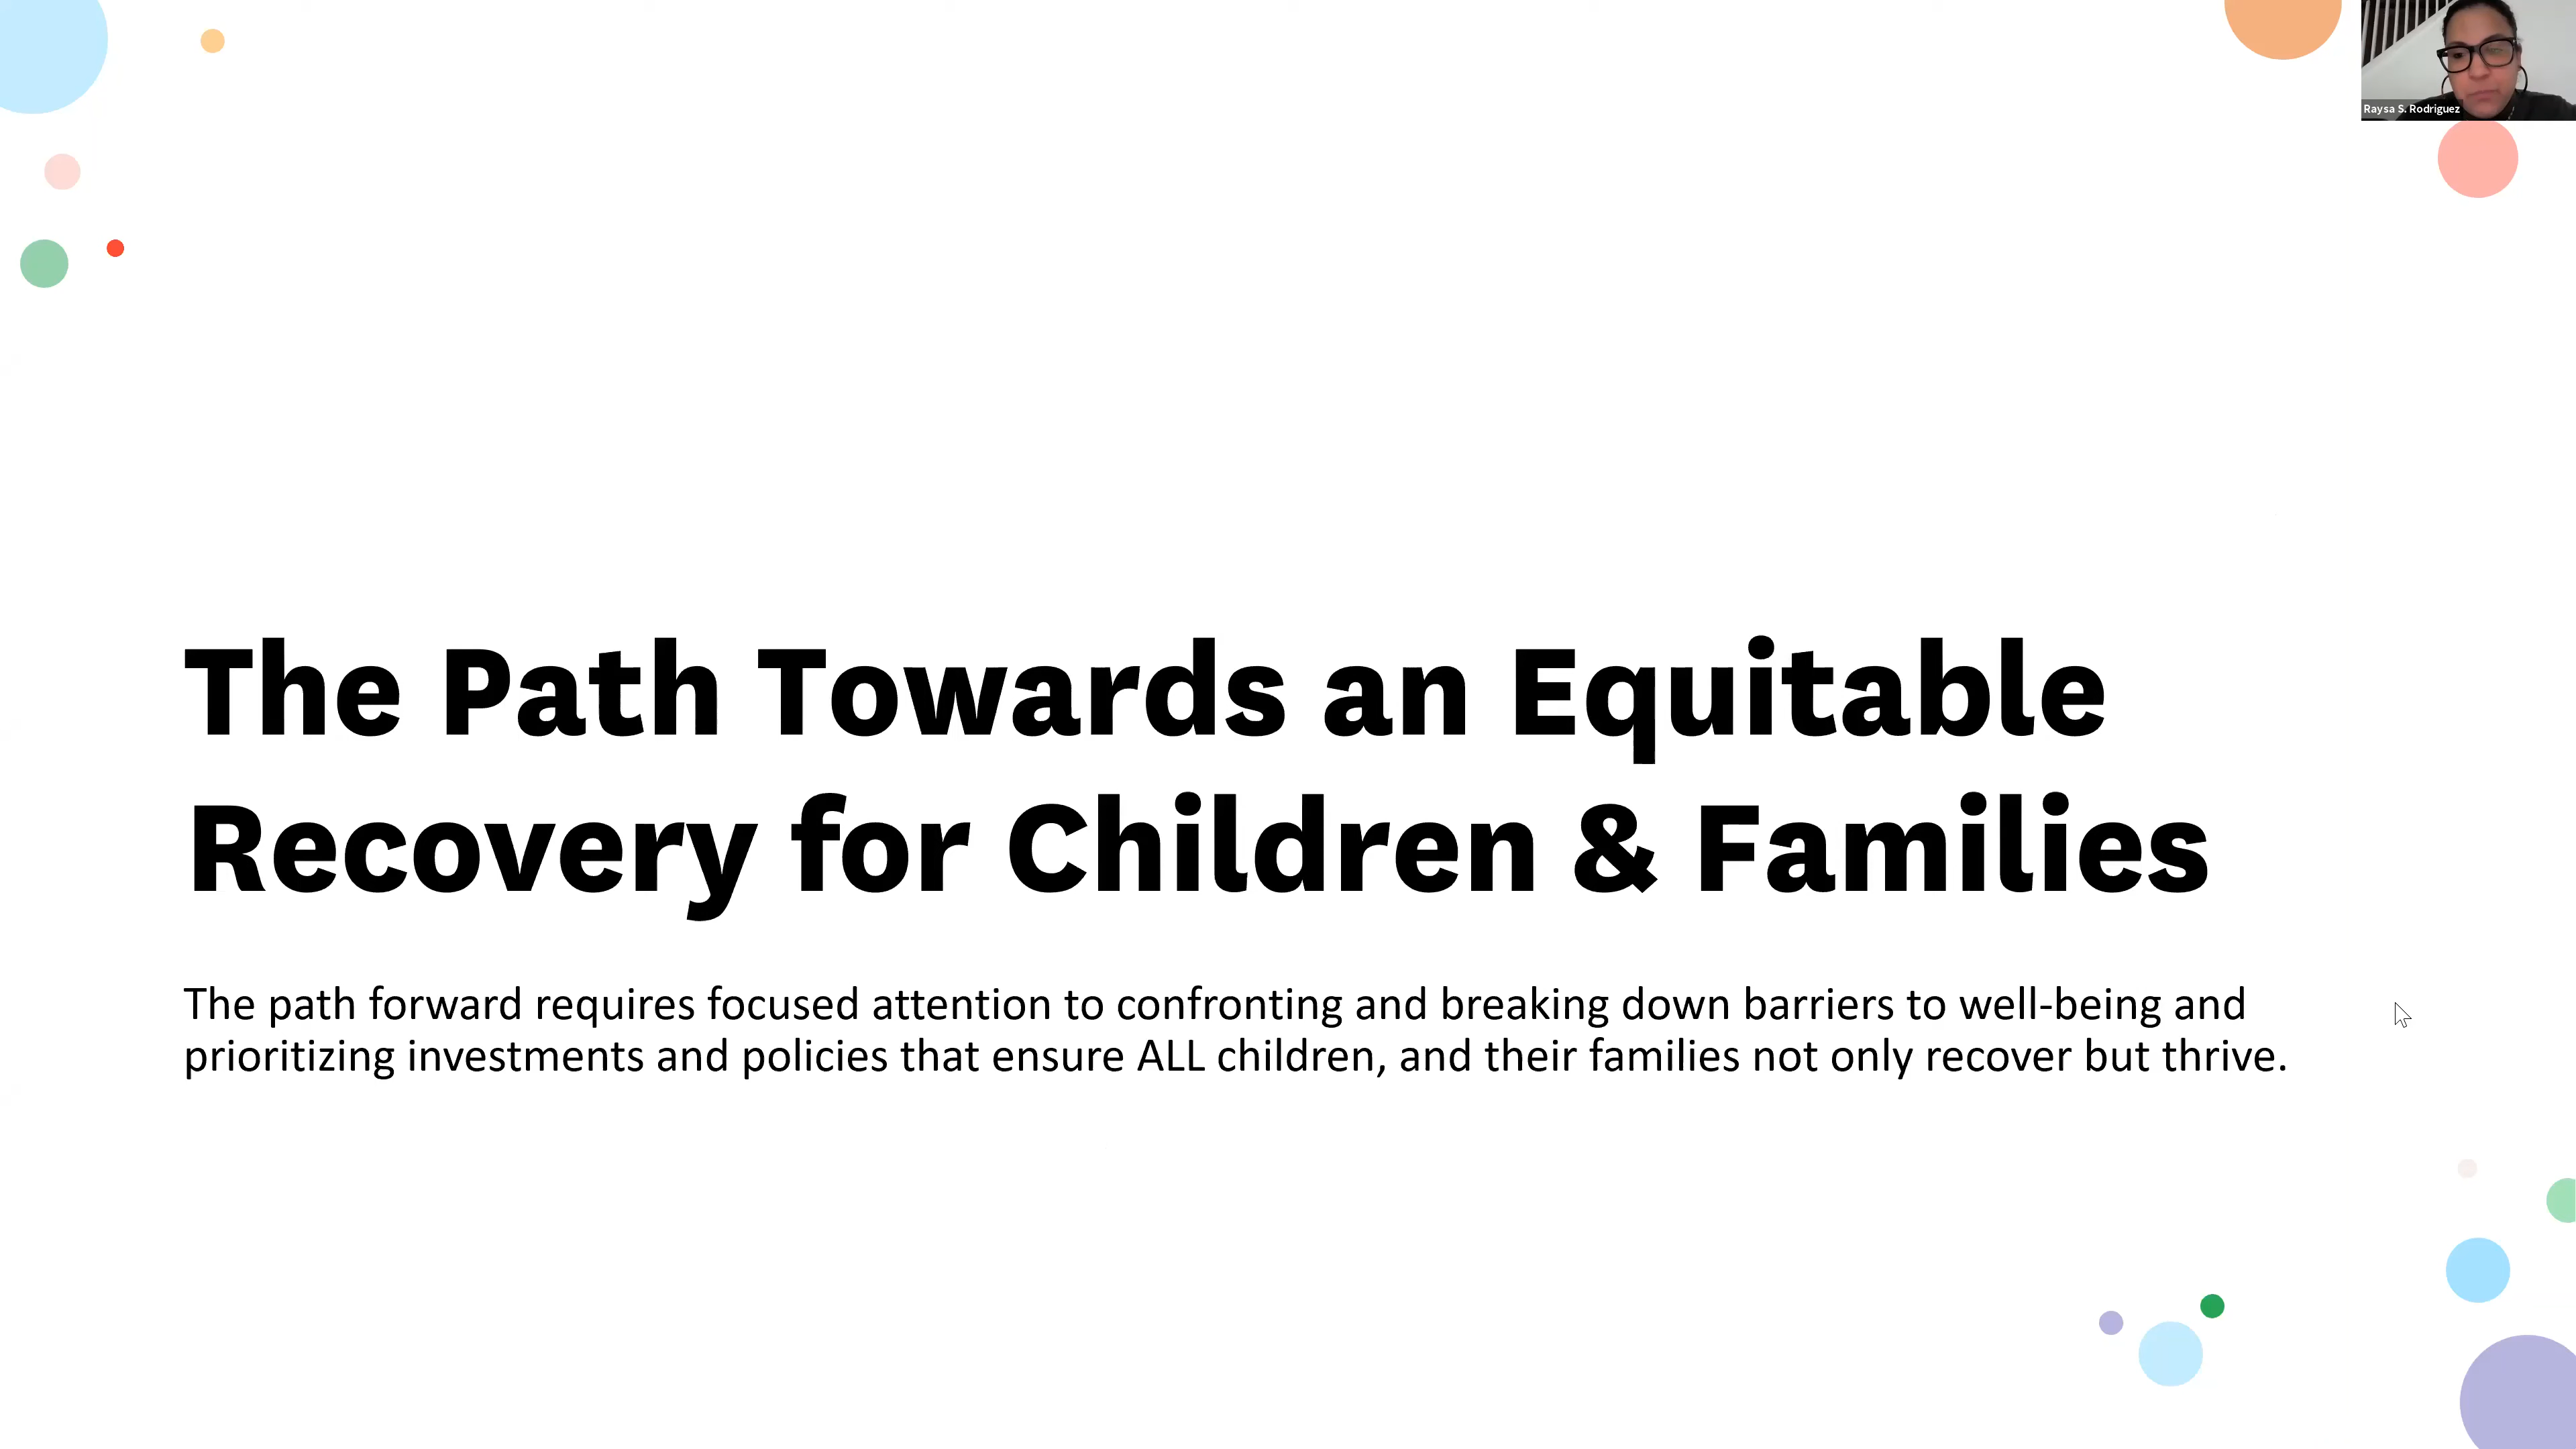 Raysa S. Rodriguez
The Path Towards an Equitable
Recovery for Children & Families
The path forward requires focused attention to confronting and breaking down barriers to well-being and
prioritizing investments and policies that ensure ALL children, and their families not only recover but thrive.